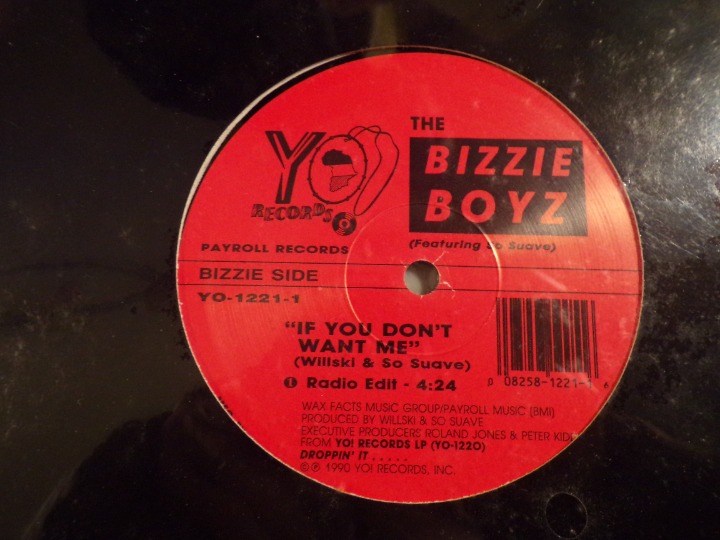 YO!
RECORDS
THE
BIZZIE
BOYZ
(Featuring So Suave)
PAYROLL RECORDS
BIZZIE SIDE
YO-1221-1
"IF YOU DON'T
WANT ME"
(Willski & So Suave)
① Radio Edit - 4:24
0 08258-1221-1 6
WAX FACTS MUSIC GROUP/PAYROLL MUSIC (BMI)
PRODUCED BY WILLSKI & SO SUAVE
EXECUTIVE PRODUCERS ROLAND JONES & PETER KIDI
FROM YO! RECORDS LP (YO-1220)
DROPPIN' IT . . . . .
©℗ 1990 YO! RECORDS, INC.